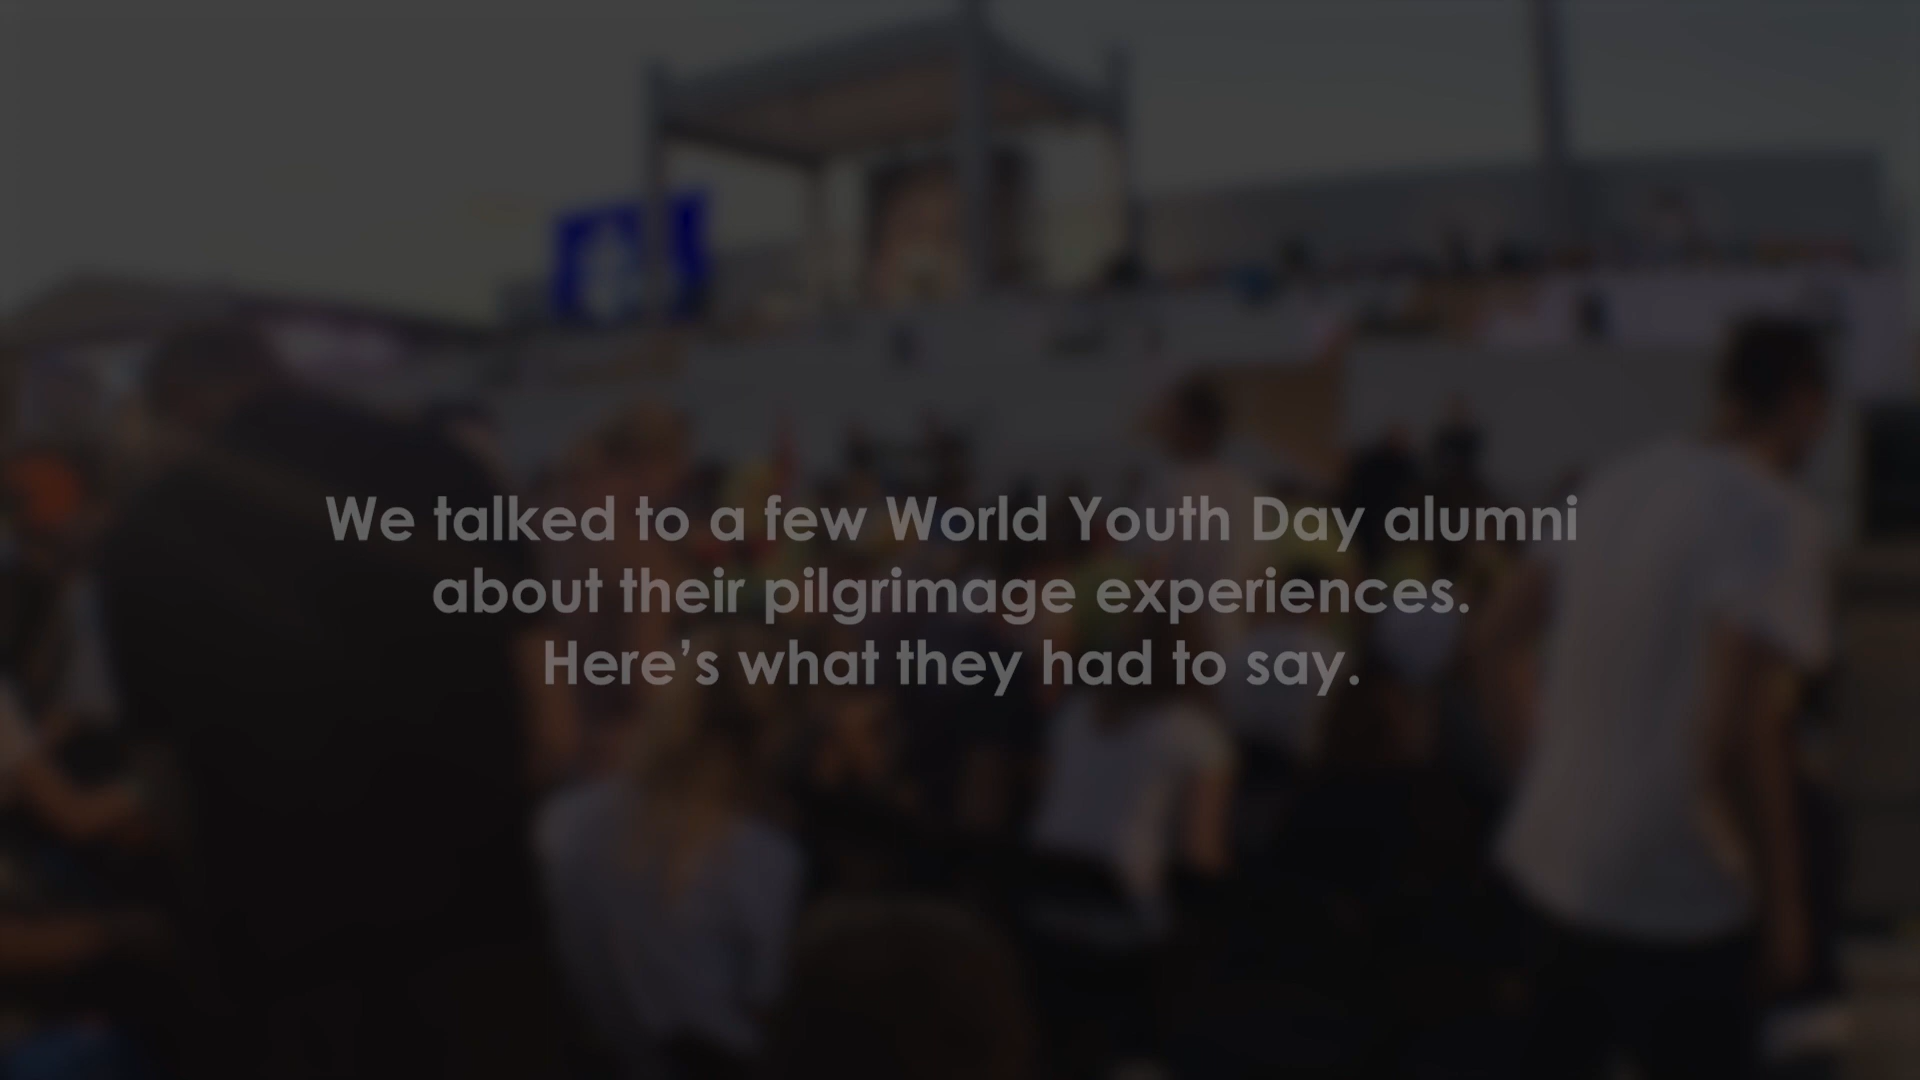 We talked to a few World Youth Day alumni
about their pilgrimage experiences.
Here’s what they had to say.